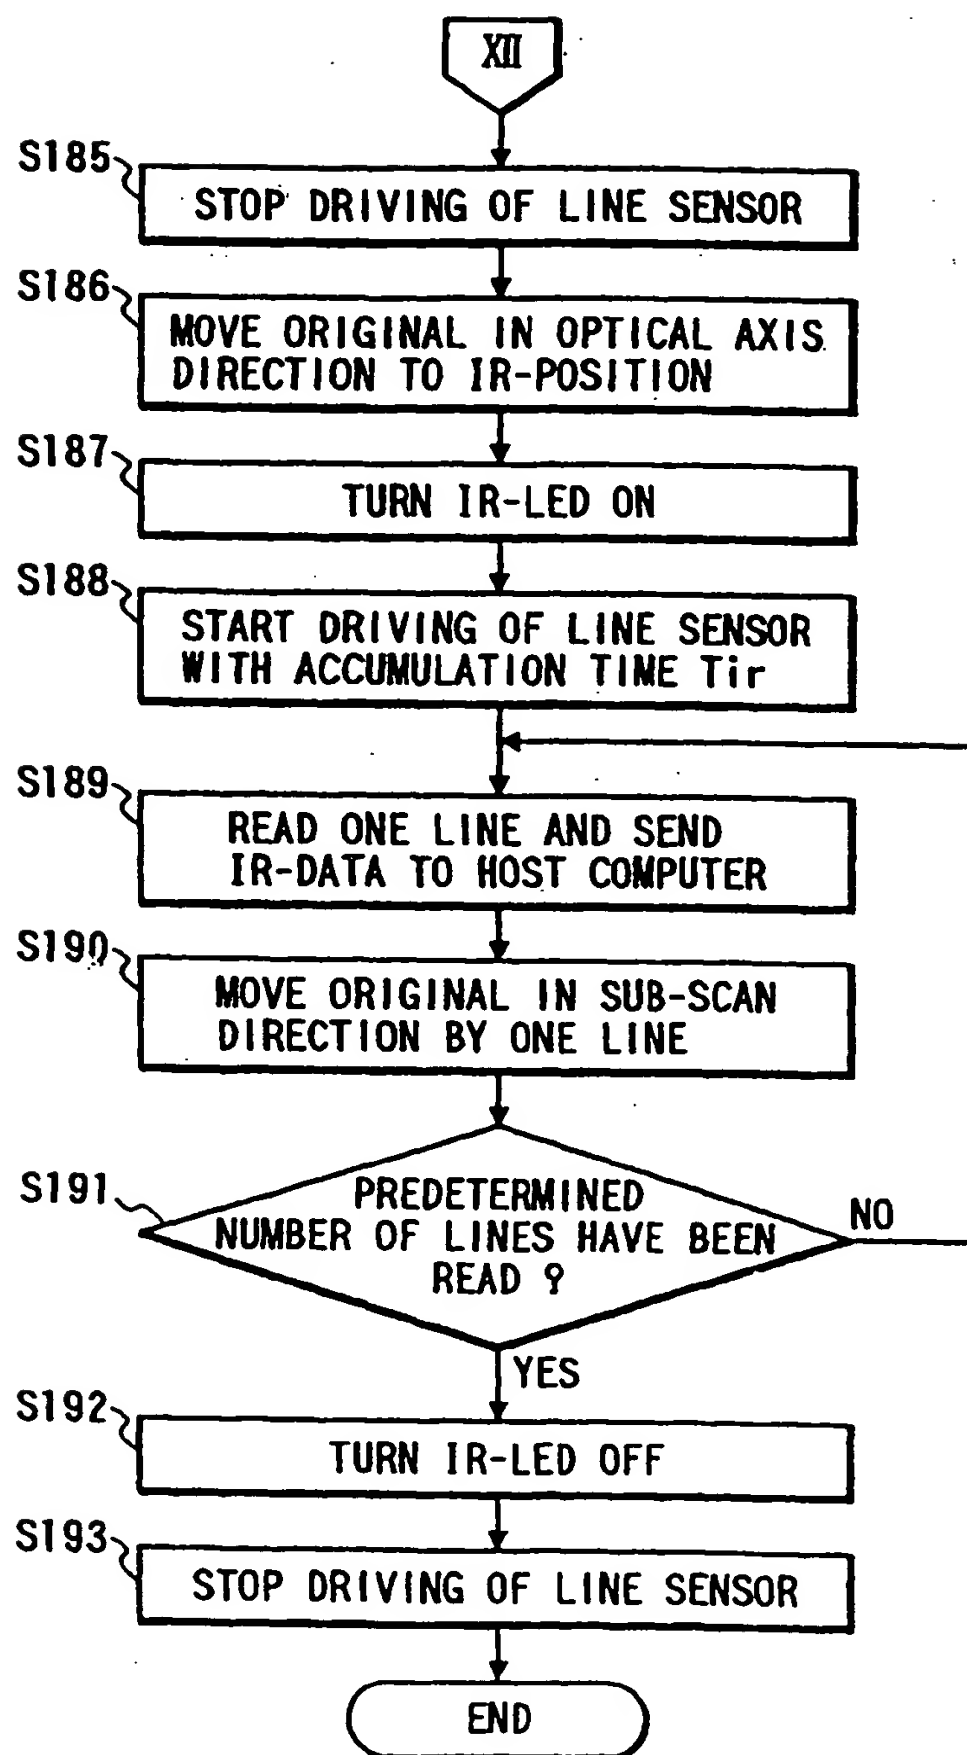 XII
S185
STOP DRIVING OF LINE SENSOR
S186
MOVE ORIGINAL IN OPTICAL AXIS
DIRECTION TO IR-POSITION
S187
TURN IR-LED ON
S188
START DRIVING OF LINE SENSOR
WITH ACCUMULATION TIME Tir
S189
READ ONE LINE AND SEND
IR-DATA TO HOST COMPUTER
S190
MOVE ORIGINAL IN SUB-SCAN
DIRECTION BY ONE LINE
S191
PREDETERMINED
NUMBER OF LINES HAVE BEEN
READ ?
NO
YES
S192
TURN IR-LED OFF
S193
STOP DRIVING OF LINE SENSOR
END